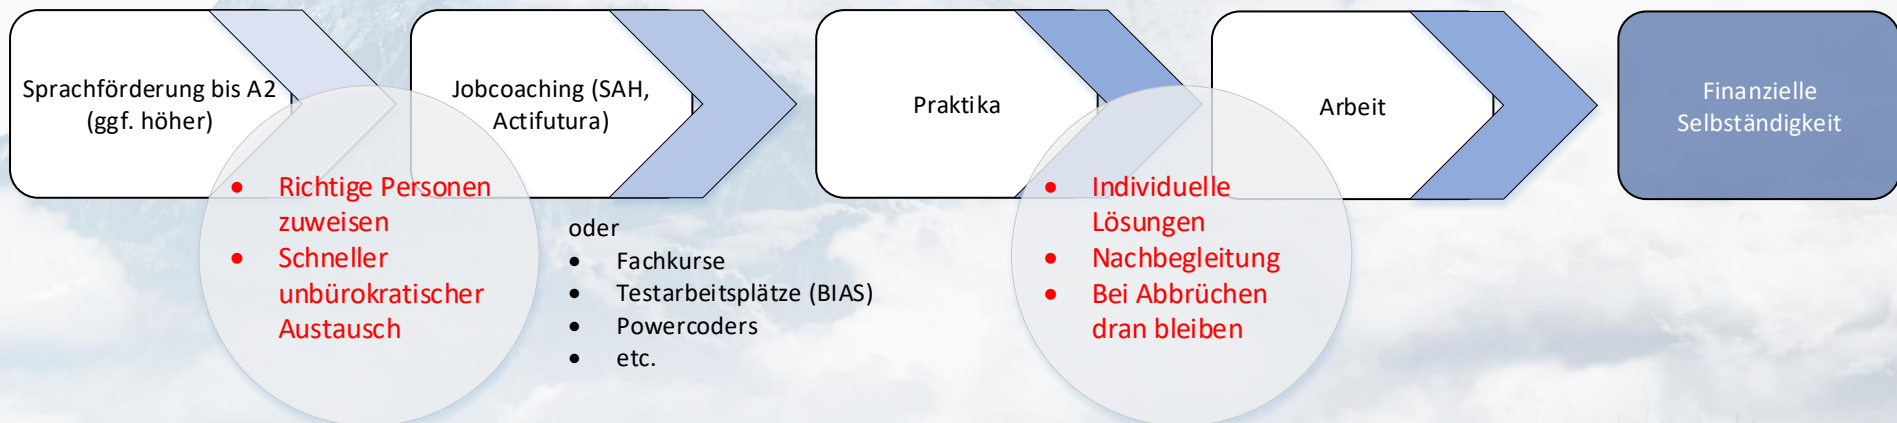 Sprachförderung bis A2
(ggf. höher)
Jobcoaching (SAH,
Actifutura)
Praktika
Arbeit
Finanzielle
Selbständigkeit
• Richtige Personen
zuweisen
• Schneller
unbürokratischer
Austausch
oder
• Fachkurse
• Testarbeitsplätze (BIAS)
• Powercoders
• etc.
• Individuelle
Lösungen
• Nachbegleitung
• Bei Abbrüchen
dran bleiben